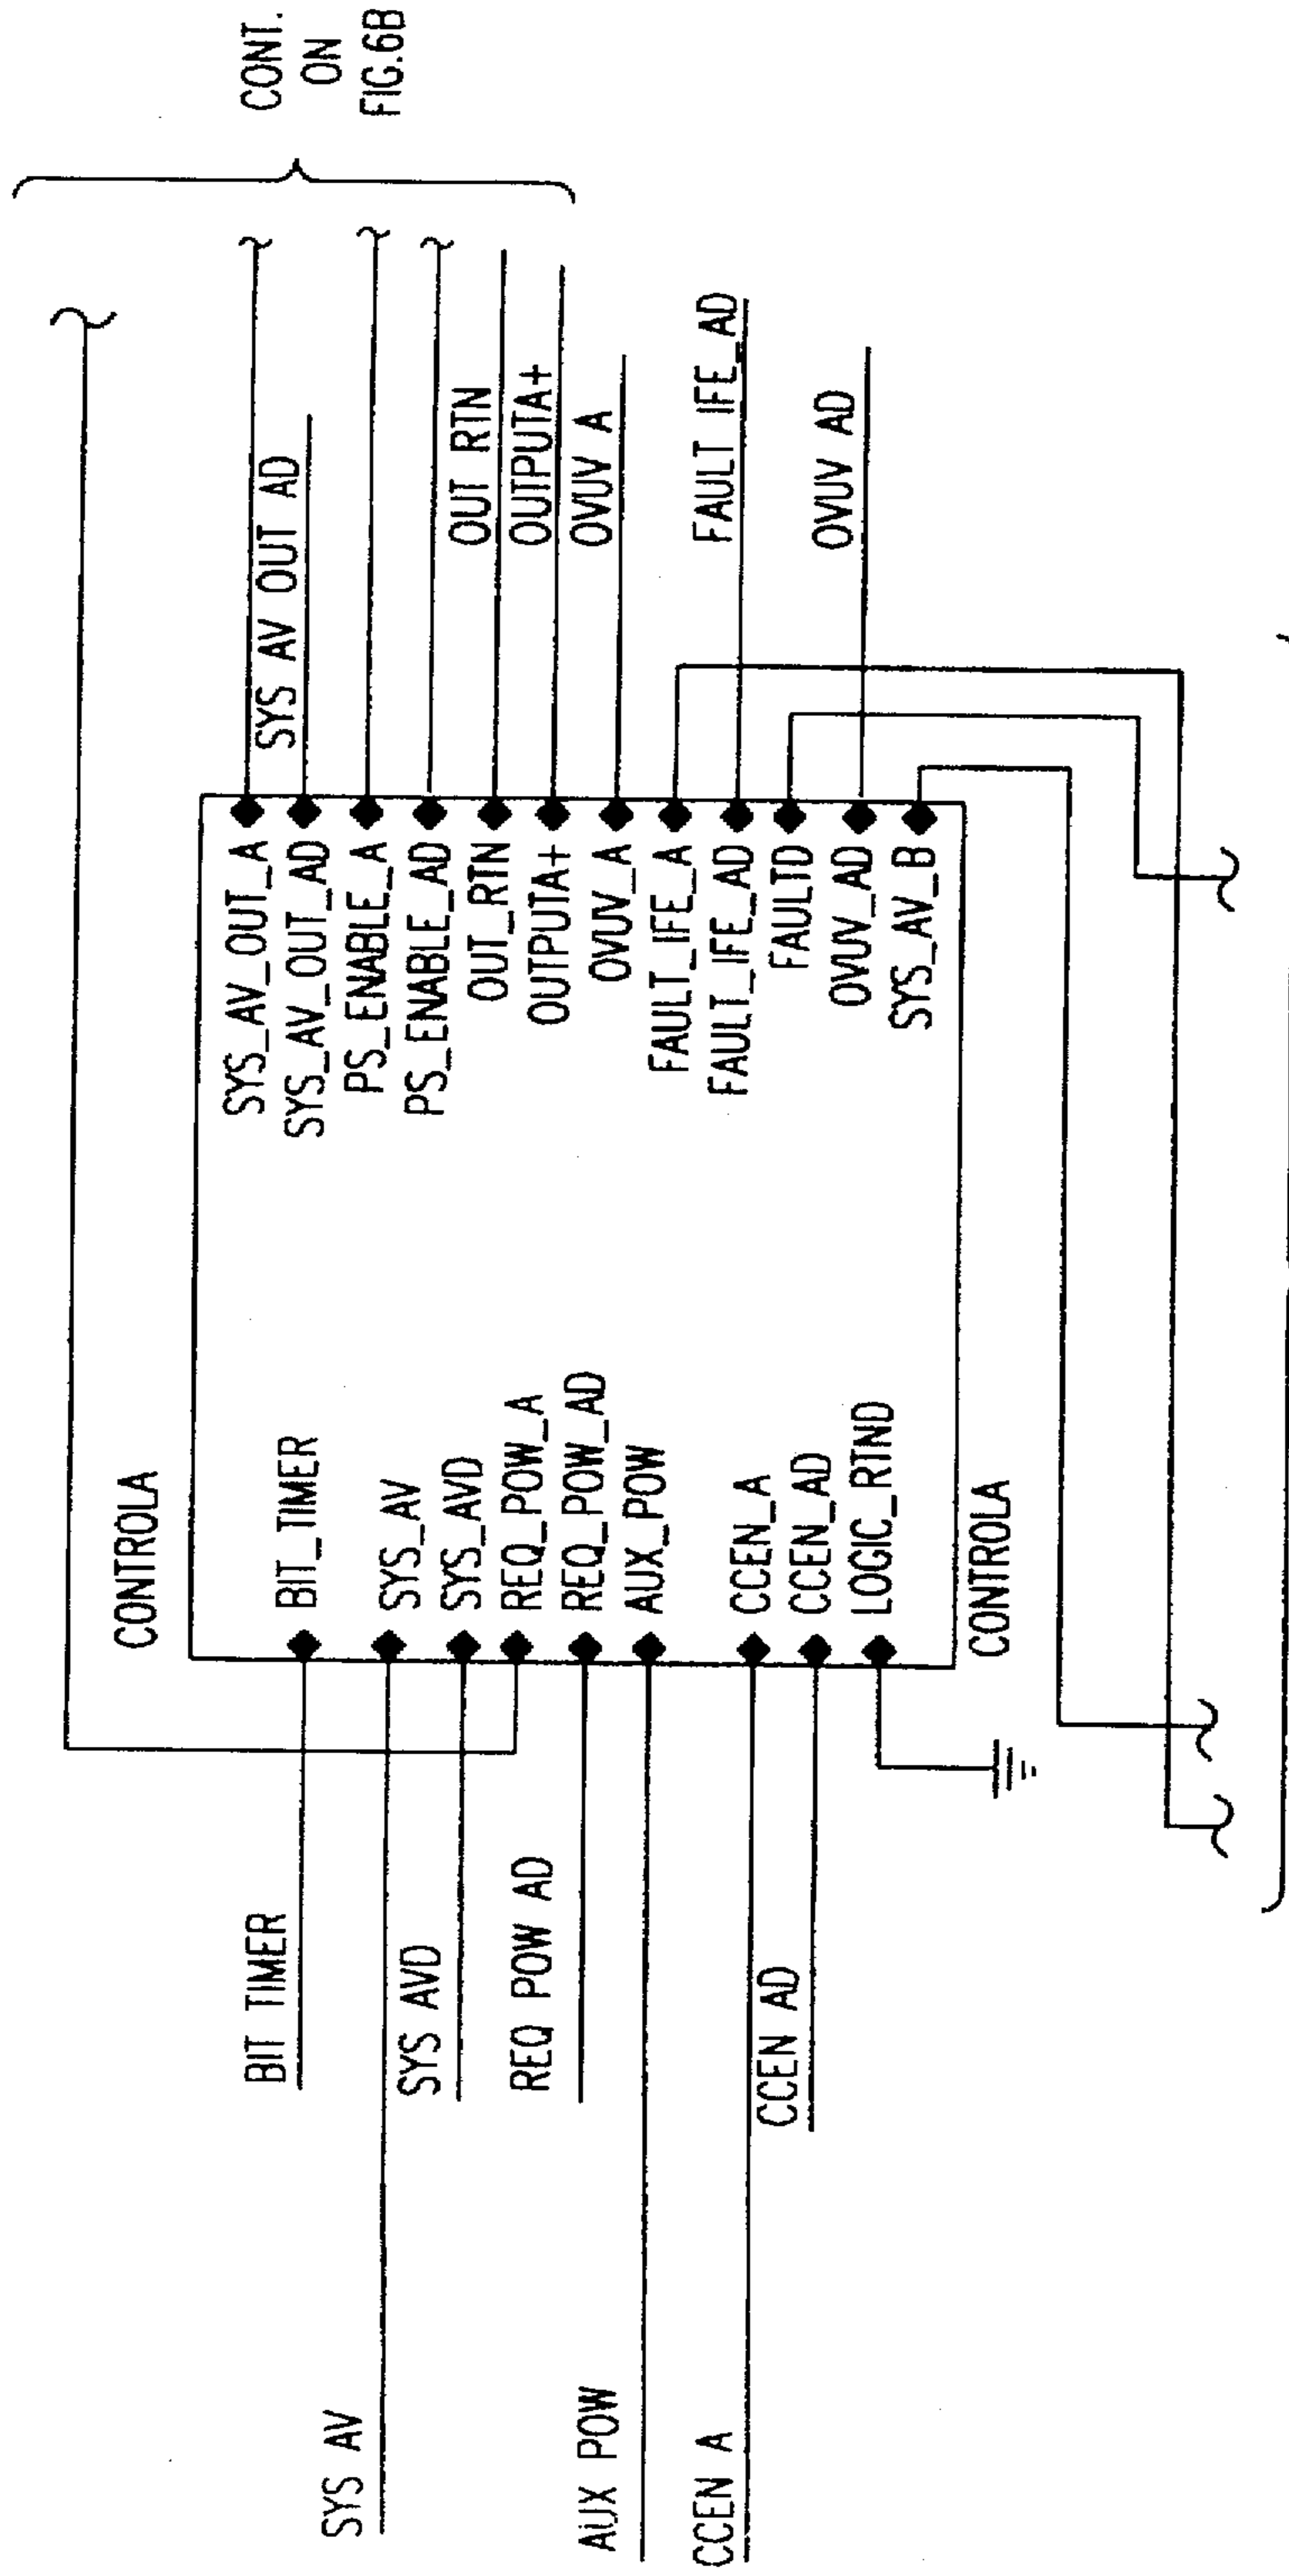 CONT.
ON
FIG.6B
CONTROLA
SYS AV
BIT TIMER
SYS AVD
REQ POW AD
AUX POW
CCEN A
CCEN AD
BIT_TIMER
SYS_AV
SYS_AVD
REQ_POW_A
REQ_POW_AD
AUX_POW
CCEN_A
CCEN_AD
LOGIC_RTND
SYS_AV_OUT_A
SYS_AV_OUT_AD
PS_ENABLE_A
PS_ENABLE_AD
OUT_RTN
OUTPUTA+
OVUV_A
FAULT_IFE_A
FAULT_IFE_AD
FAULTD
OVUV_AD
SYS_AV_B
SYS AV OUT AD
OUT RTN
OUTPUTA+
OVUV A
FAULT IFE_AD
OVUV AD
CONTROLA